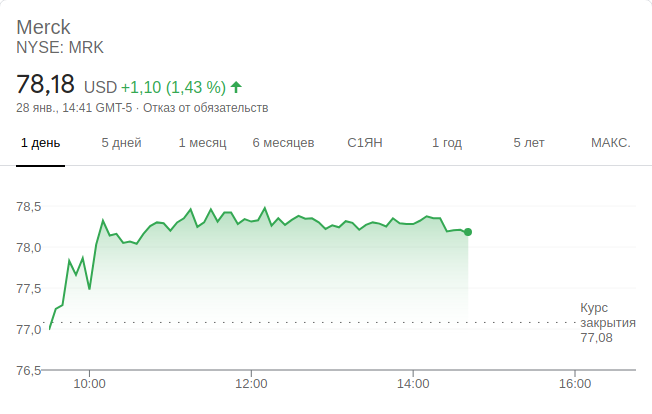 Merck
NYSE: MRK
78,18 USD +1,10 (1,43 %)
28 янв., 14:41 GMT-5 · Отказ от обязательств
1 день 5 дней 1 месяц 6 месяцев С1ЯН 1 год 5 лет МАКС.
78,5
78,0
77,5
77,0
76,5
Курс
закрытия
77,08
10:00 12:00 14:00 16:00